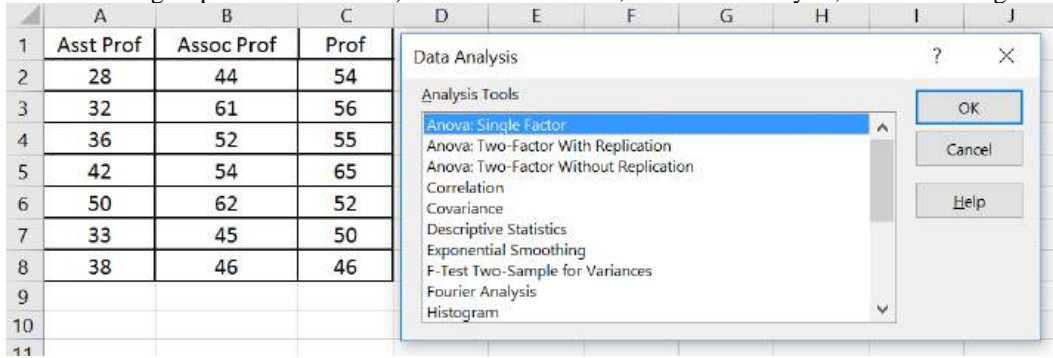 A B C D E F G H I J
1 Asst Prof Assoc Prof Prof
2 28 44 54
3 32 61 56
4 36 52 55
5 42 54 65
6 50 62 52
7 33 45 50
8 38 46 46
9
10
11
Data Analysis ? ×
Analysis Tools
Anova: Single Factor
Anova: Two-Factor With Replication
Anova: Two-Factor Without Replication
Correlation
Covariance
Descriptive Statistics
Exponential Smoothing
F-Test Two-Sample for Variances
Fourier Analysis
Histogram
OK
Cancel
Help